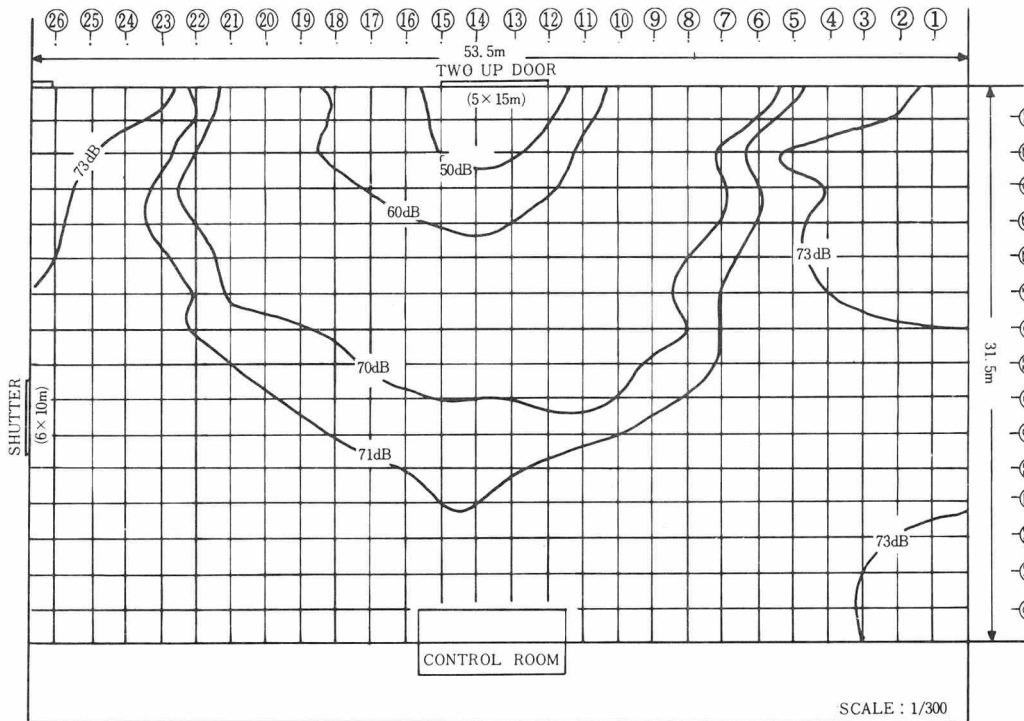 ㉖ ㉕ ㉔ ㉓ ㉒ ㉑ ⑳ ⑲ ⑱ ⑰ ⑯ ⑮ ⑭ ⑬ ⑫ ⑪ ⑩ ⑨ ⑧ ⑦ ⑥ ⑤ ④ ③ ② ①
53.5m
TWO UP DOOR
(5×15m)
73dB
50dB
60dB
73dB
31.5m
70dB
SHUTTER
(6×10m)
71dB
73dB
CONTROL ROOM
SCALE : 1/300